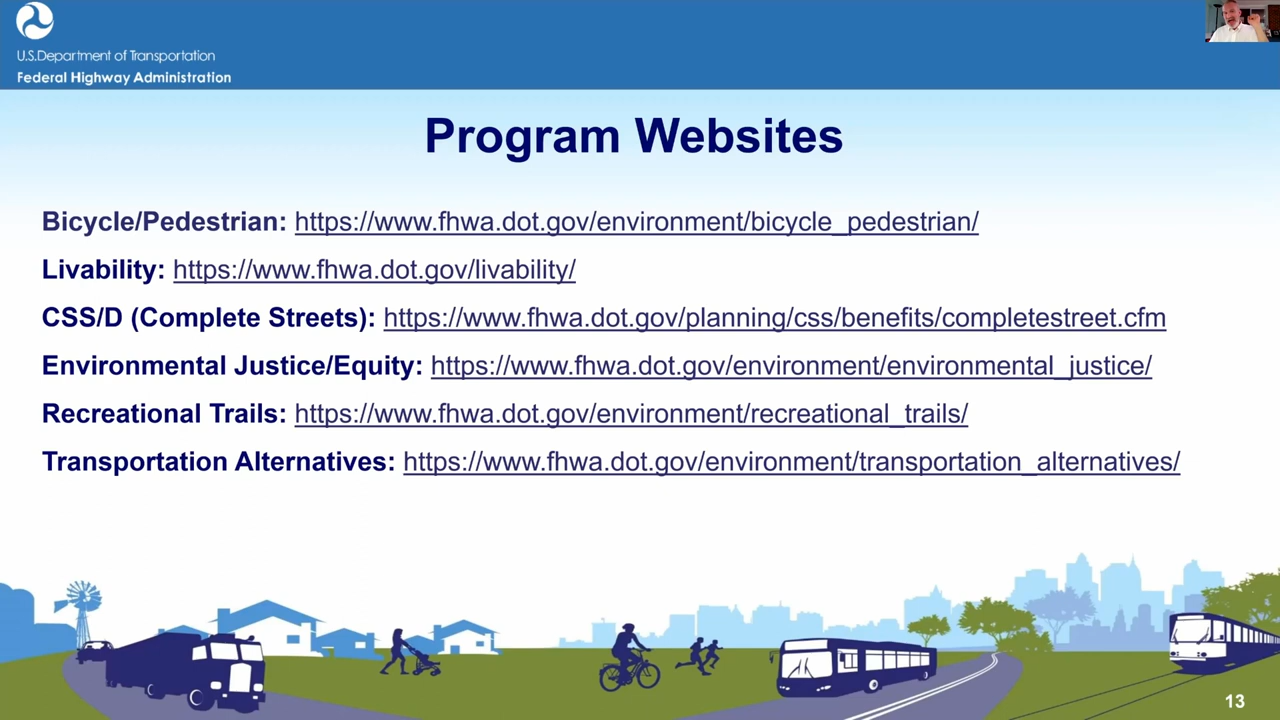 U.S.Department of Transportation
Federal Highway Administration
Program Websites
Bicycle/Pedestrian: https://www.fhwa.dot.gov/environment/bicycle_pedestrian/
Livability: https://www.fhwa.dot.gov/livability/
CSS/D (Complete Streets): https://www.fhwa.dot.gov/planning/css/benefits/completestreet.cfm
Environmental Justice/Equity: https://www.fhwa.dot.gov/environment/environmental_justice/
Recreational Trails: https://www.fhwa.dot.gov/environment/recreational_trails/
Transportation Alternatives: https://www.fhwa.dot.gov/environment/transportation_alternatives/
13